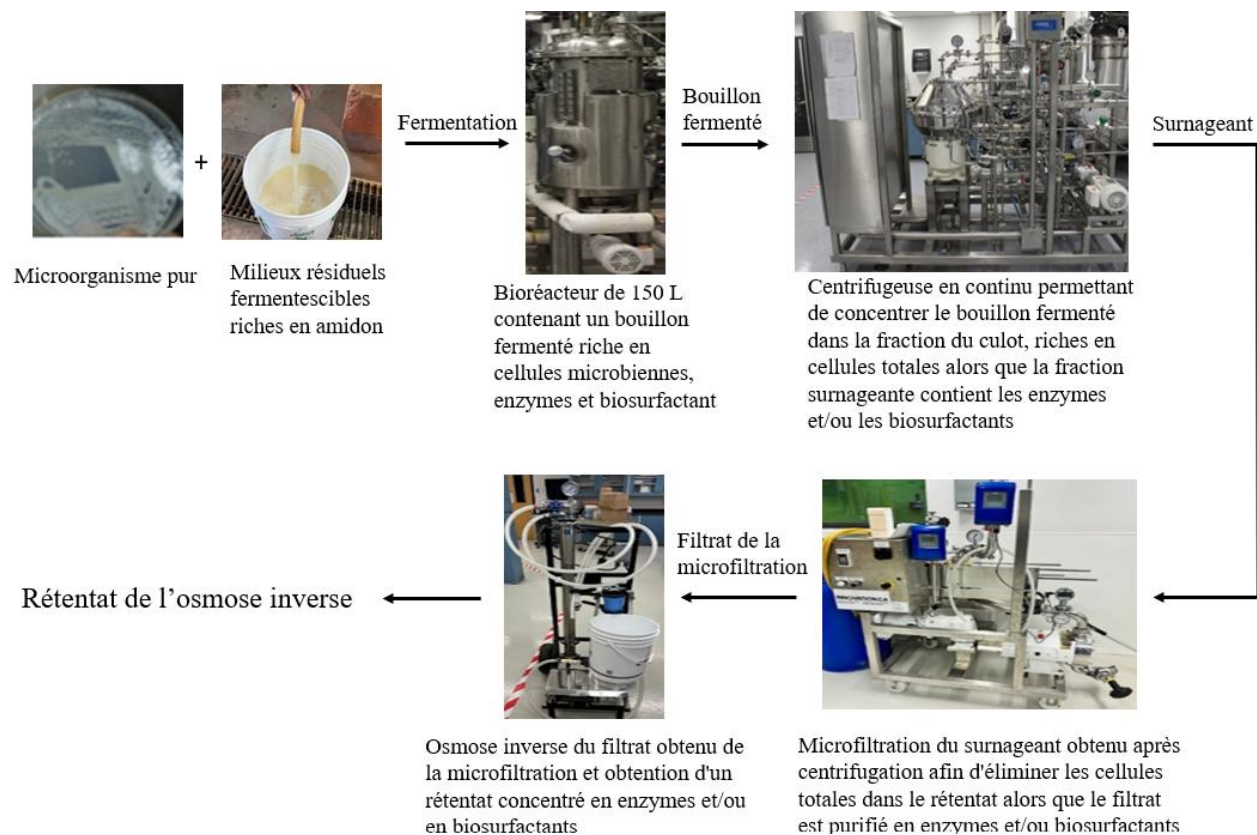 Fermentation
Bouillon
fermenté
Surnageant
+
Microorganisme pur
Milieux résiduels
fermentescibles
riches en amidon
Bioréacteur de 150 L
contenant un bouillon
fermenté riche en
cellules microbiennes,
enzymes et biosurfactant
Centrifugeuse en continu permettant
de concentrer le bouillon fermenté
dans la fraction du culot, riches en
cellules totales alors que la fraction
surnageante contient les enzymes
et/ou les biosurfactants
Filtrat de la
microfiltration
Rétentat de l’osmose inverse
Osmose inverse du filtrat obtenu de
la microfiltration et obtention d'un
rétentat concentré en enzymes et/ou
en biosurfactants
Microfiltration du surnageant obtenu après
centrifugation afin d'éliminer les cellules
totales dans le rétentat alors que le filtrat
est purifié en enzymes et/ou biosurfactants